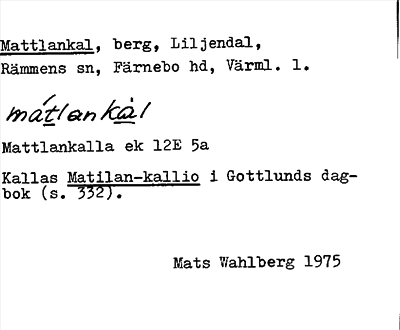 Mattlankal, berg, Liljendal,
Rämmens sn, Färnebo hd, Värml. l.
mátlankȧl
Mattlankalla ek 12E 5a
Kallas Matilan-kallio i Gottlunds dag-
bok (s. 332).
Mats Wahlberg 1975